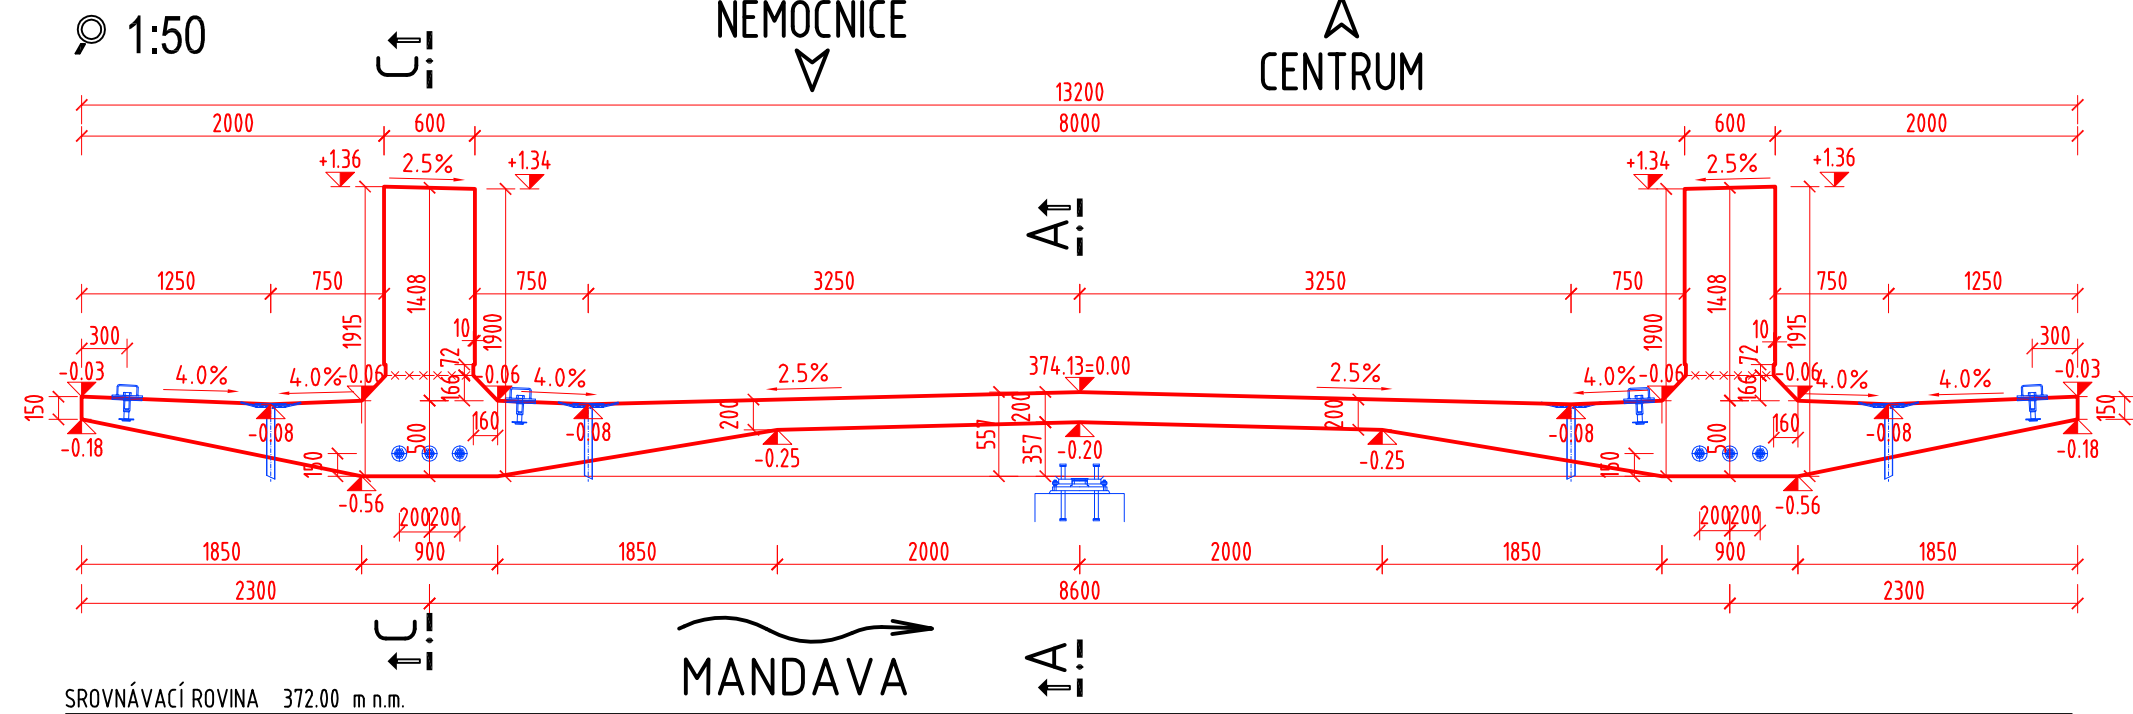 1:50
NEMOCNICE
CENTRUM
C
13200
2000 600 8000 600 2000
+1.36 2.5% +1.34 +1.34 2.5% +1.36
A
1250 750 750 3250 3250 750 750 1250
1408 1408
1915 10 1900 1900 10 1915
300 72 72 300
-0.03 4.0% 4.0% -0.06 166 -0.06 4.0% 2.5% 374.13=0.00 2.5% 4.0% -0.06 166 -0.06 4.0% 4.0% -0.03
150 200 557 200 200 150
-0.18 -0.08 500 160 -0.08 357 -0.08 500 160 -0.08 -0.18
150 -0.25 -0.20 -0.25 150
-0.56 -0.56
200 200 200 200
1850 900 1850 2000 2000 1850 900 1850
2300 8600 2300
C A
MANDAVA
SROVNÁVACÍ ROVINA 372.00 m n.m.